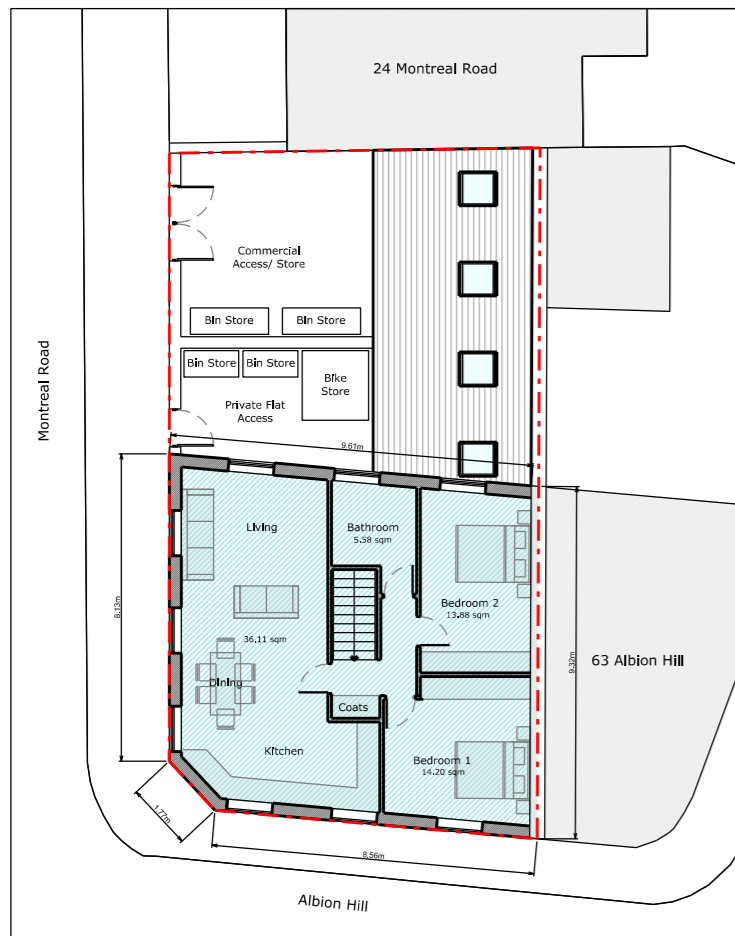 24 Montreal Road
Commercial
Access/ Store
Bin Store
Bin Store
Bin Store
Bin Store
Bike
Store
Private Flat
Access
Montreal Road
9.61m
Living
Bathroom
5.58 sqm
Bedroom 2
13.88 sqm
8.13m
36.11 sqm
63 Albion Hill
9.32m
Dining
Coats
Kitchen
Bedroom 1
14.20 sqm
1.77m
8.56m
Albion Hill